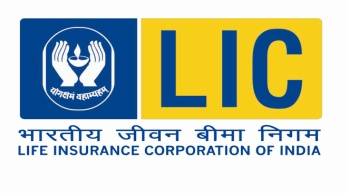 योगक्षेमं वहाम्यहम्
LIC
भारतीय जीवन बीमा निगम
LIFE INSURANCE CORPORATION OF INDIA